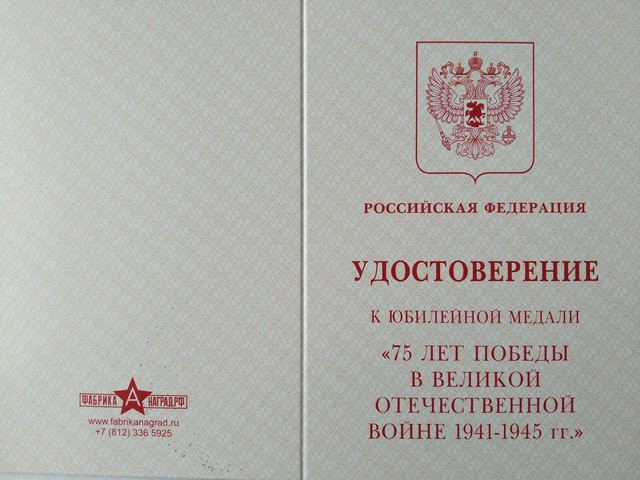 ФАБРИКА А НАГРАД.РФ
www.fabrikanagrad.ru
+7 (812) 336 5925
РОССИЙСКАЯ ФЕДЕРАЦИЯ
УДОСТОВЕРЕНИЕ
К ЮБИЛЕЙНОЙ МЕДАЛИ
«75 ЛЕТ ПОБЕДЫ
В ВЕЛИКОЙ
ОТЕЧЕСТВЕННОЙ
ВОЙНЕ 1941-1945 гг.»